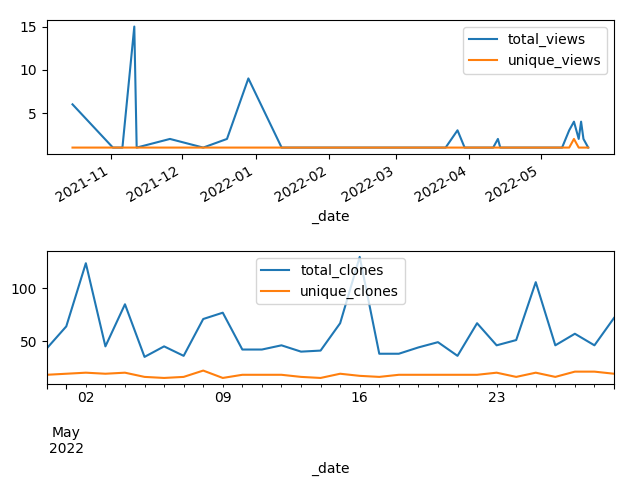 15
10
5
total_views
unique_views
2021-11
2021-12
2022-01
2022-02
2022-03
2022-04
2022-05
_date
100
50
total_clones
unique_clones
02
09
16
23
May
2022
_date